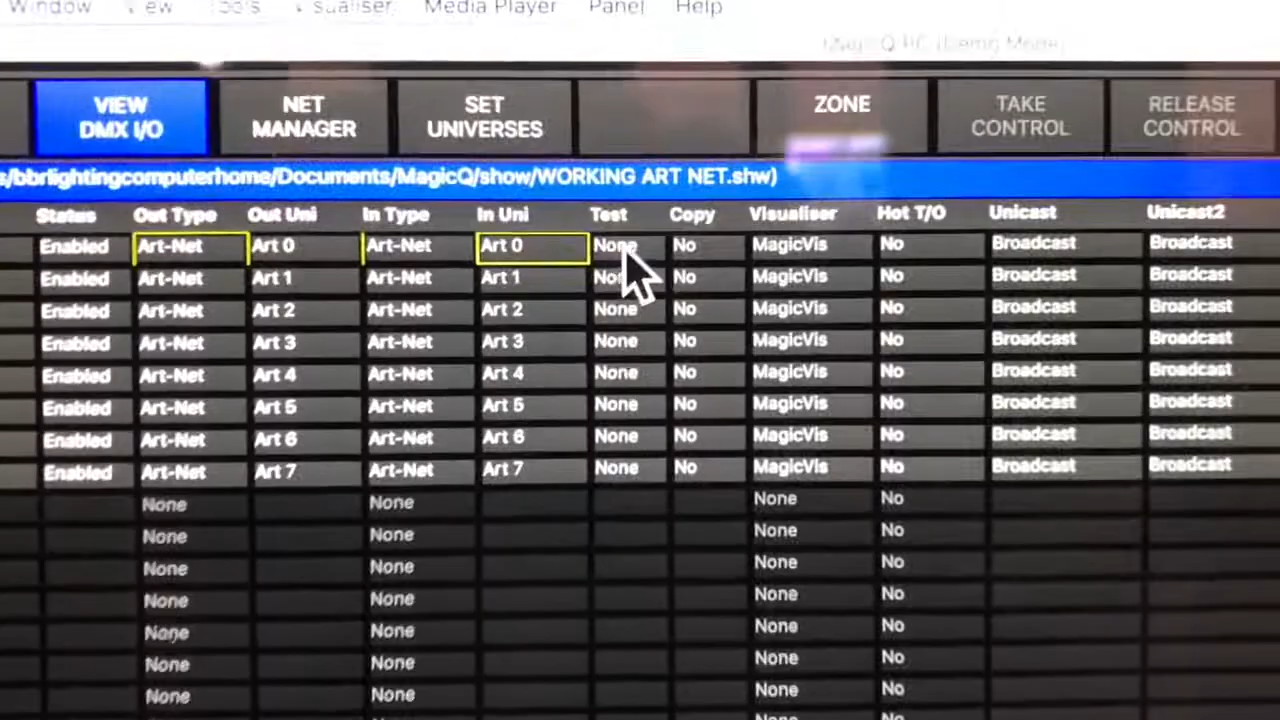 Window View Tools Visualiser Media Player Panel Help
MagicQ PC (Demo Mode)
VIEW DMX I/O NET MANAGER SET UNIVERSES ZONE TAKE CONTROL RELEASE CONTROL
s/bbrlightingcomputerhome/Documents/MagicQ/show/WORKING ART NET.shw)
Status Out Type Out Uni In Type In Uni Test Copy Visualiser Hot T/O Unicast Unicast2
Enabled Art-Net Art 0 Art-Net Art 0 None No MagicVis No Broadcast Broadcast
Enabled Art-Net Art 1 Art-Net Art 1 None No MagicVis No Broadcast Broadcast
Enabled Art-Net Art 2 Art-Net Art 2 None No MagicVis No Broadcast Broadcast
Enabled Art-Net Art 3 Art-Net Art 3 None No MagicVis No Broadcast Broadcast
Enabled Art-Net Art 4 Art-Net Art 4 None No MagicVis No Broadcast Broadcast
Enabled Art-Net Art 5 Art-Net Art 5 None No MagicVis No Broadcast Broadcast
Enabled Art-Net Art 6 Art-Net Art 6 None No MagicVis No Broadcast Broadcast
Enabled Art-Net Art 7 Art-Net Art 7 None No MagicVis No Broadcast Broadcast
None None None No
None None None No
None None None No
None None None No
None None None No
None None None No
None None None No